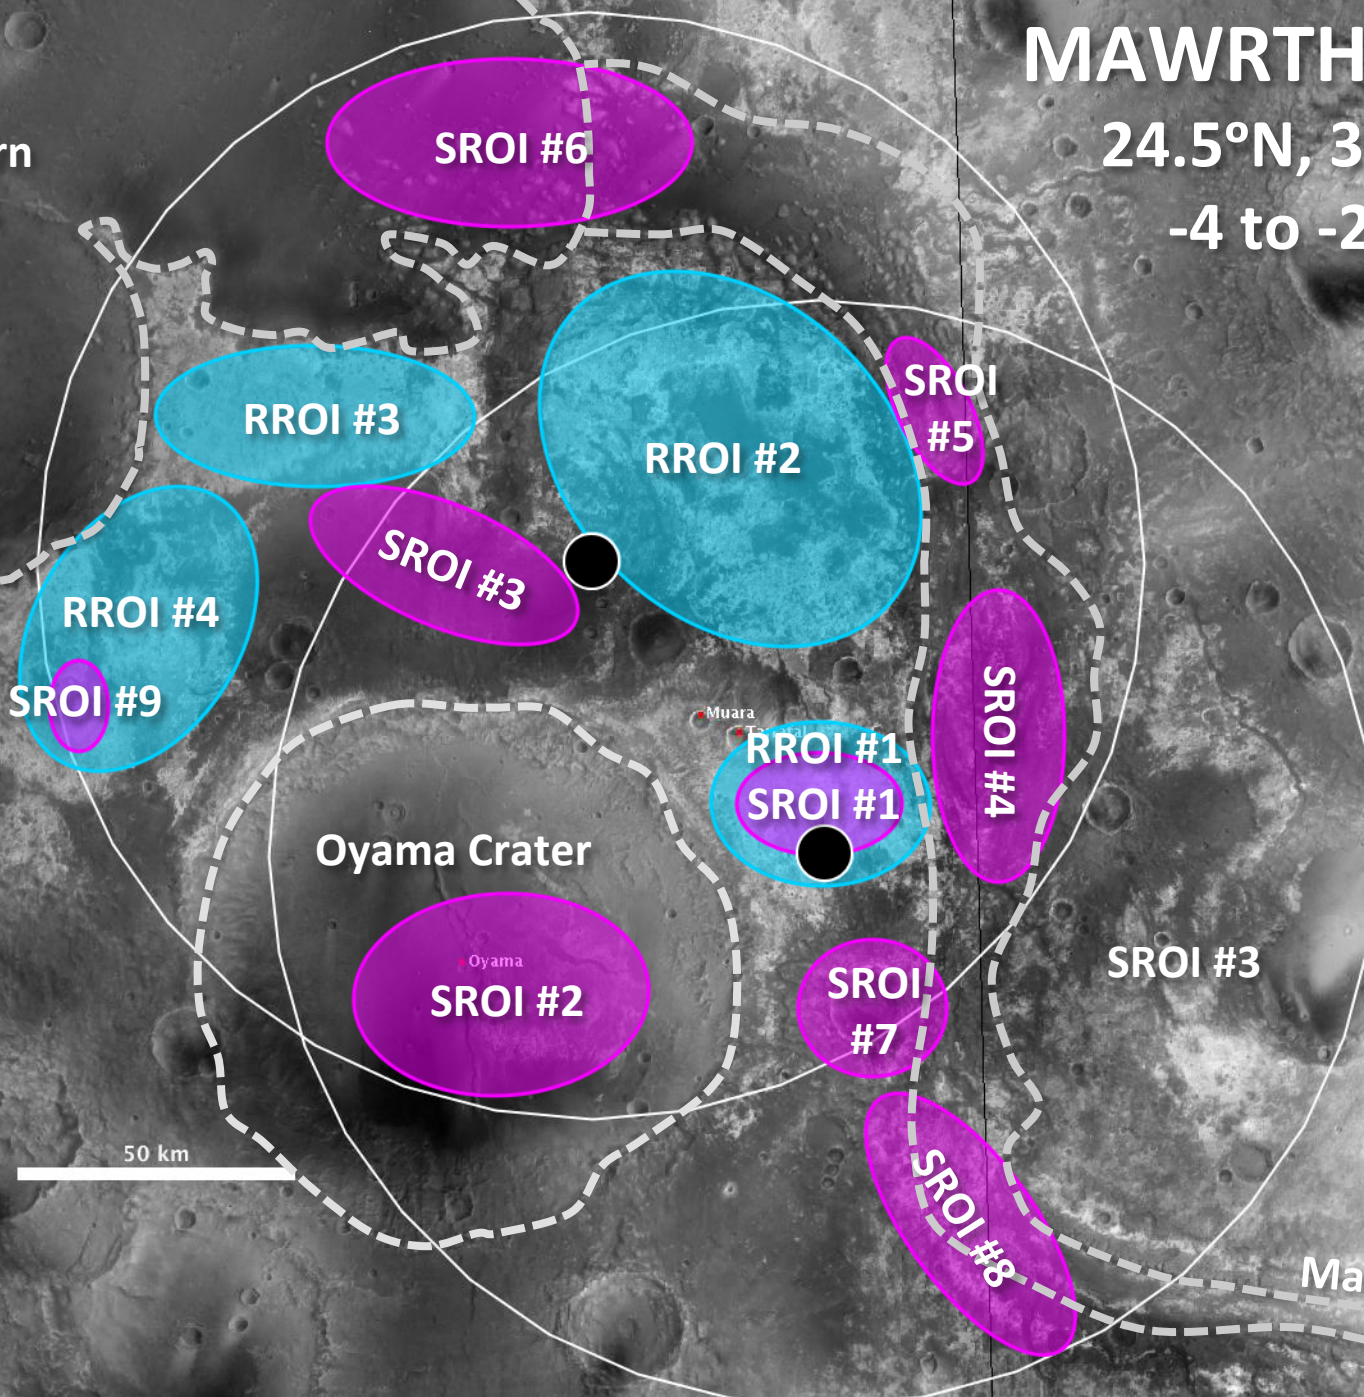 MAWRTH
24.5ºN, 3
-4 to -2
rn
SROI #6
RROI #3
RROI #2
SROI
#5
SROI #3
RROI #4
SROI #9
SROI #4
Muara
RROI #1
SROI #1
Oyama Crater
Oyama
SROI #2
SROI
#7
SROI #3
50 km
SROI #8
Ma